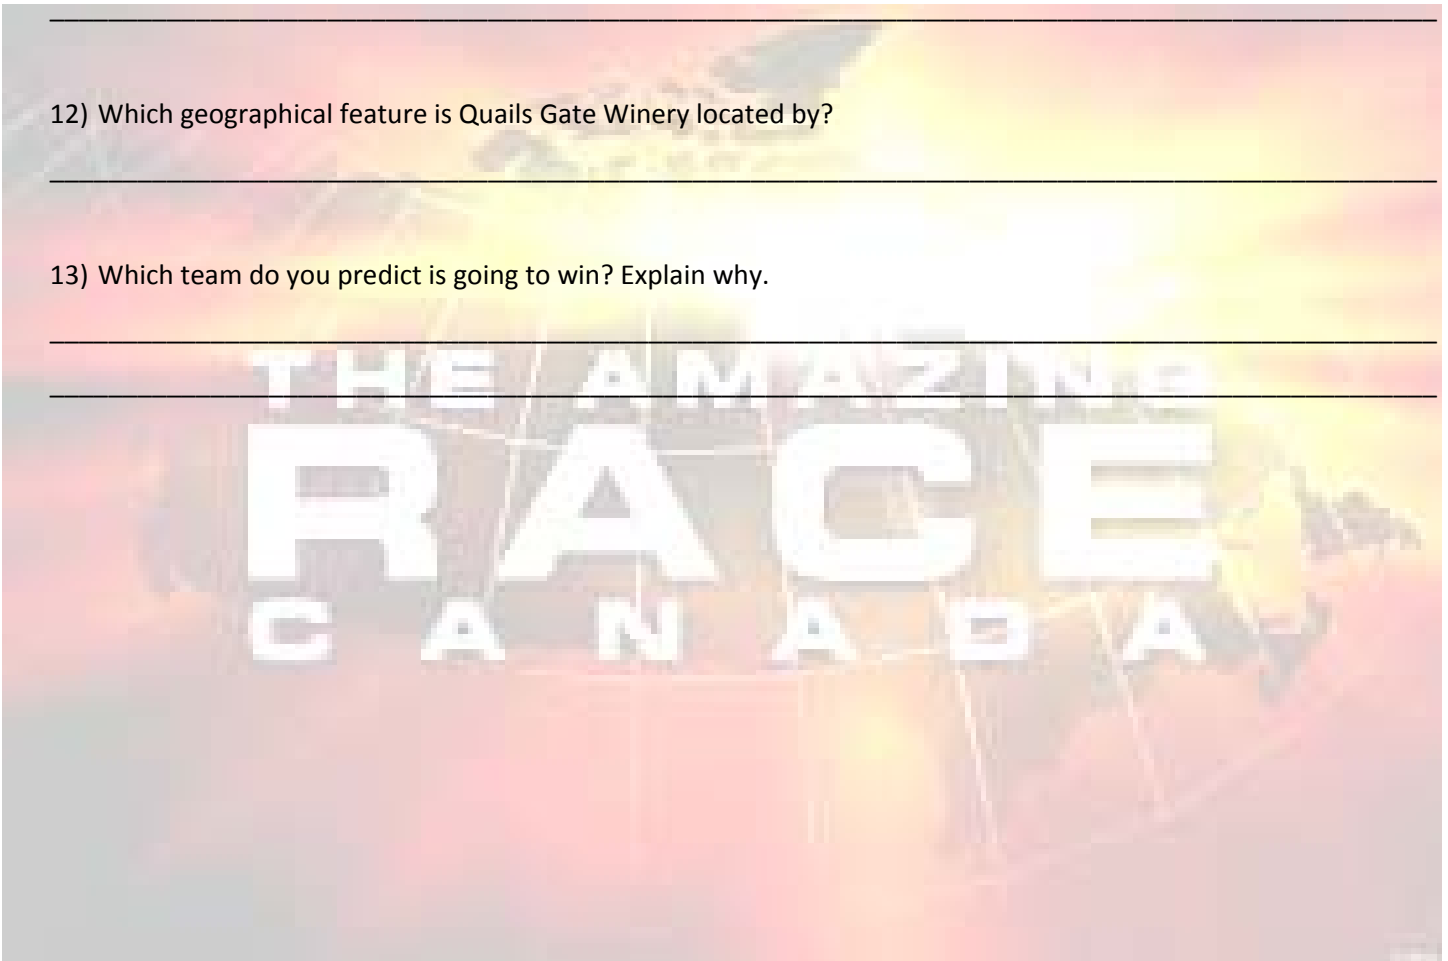 12) Which geographical feature is Quails Gate Winery located by?
13) Which team do you predict is going to win? Explain why.
THE AMAZING
RACE
CANADA